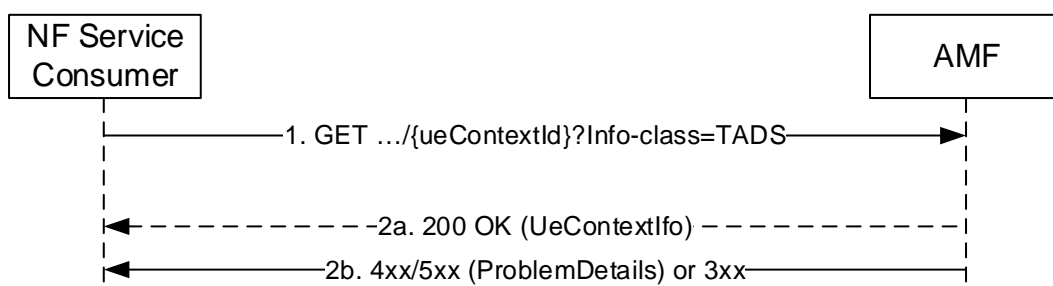 NF Service
Consumer
AMF
1. GET …/{ueContextId}?Info-class=TADS
2a. 200 OK (UeContextIfo)
2b. 4xx/5xx (ProblemDetails) or 3xx